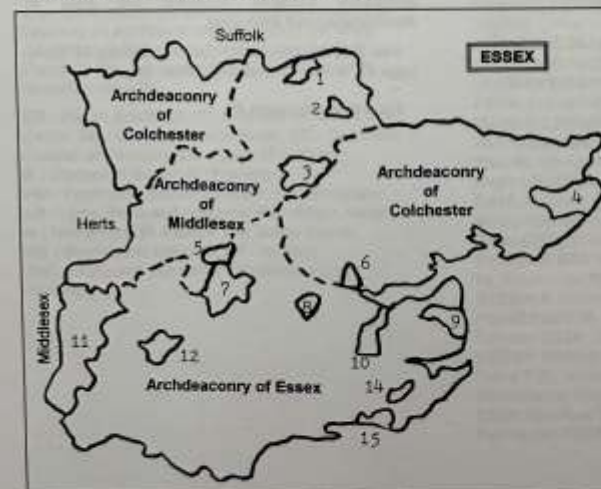 Suffolk
ESSEX
1
Archdeaconry
of
Colchester
2
3
Archdeaconry
of
Colchester
4
Archdeaconry
of
Middlesex
Herts.
5
6
7
8
9
Middlesex
11
12
10
Archdeaconry of Essex
14
15